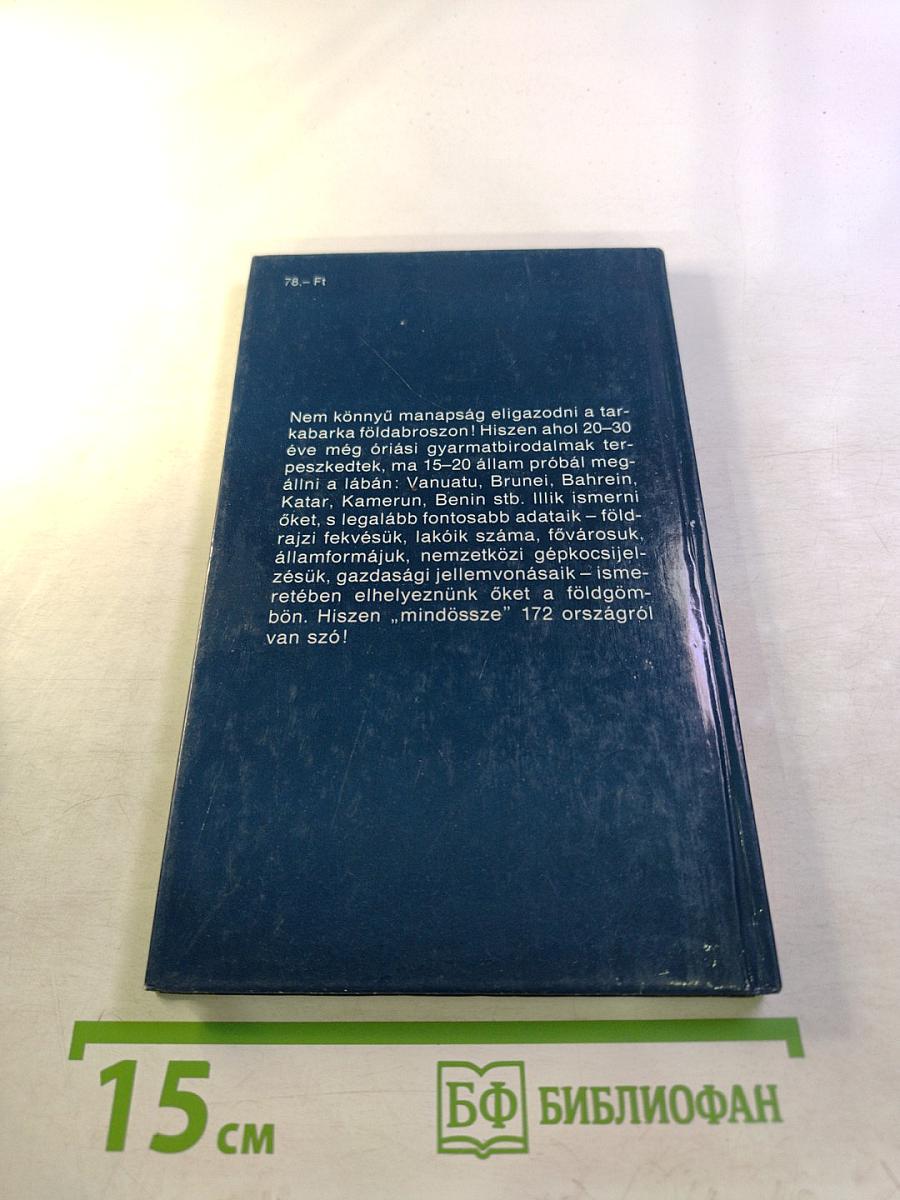 78.– Ft
Nem könnyű manapság eligazodni a tar-
kabarka földabroszon! Hiszen ahol 20–30
éve még óriási gyarmatbirodalmak ter-
peszkedtek, ma 15–20 állam próbál meg-
állni a lábán: Vanuatu, Brunei, Bahrein,
Katar, Kamerun, Benin stb. Illik ismerni
őket, s legalább fontosabb adataik – föld-
rajzi fekvésük, lakóik száma, fővárosuk,
államformájuk, nemzetközi gépkocsijel-
zésük, gazdasági jellemvonásaik – isme-
retében elhelyeznünk őket a földgöm-
bön. Hiszen „mindössze” 172 országról
van szó!
15 см
БФ БИБЛИОФАН